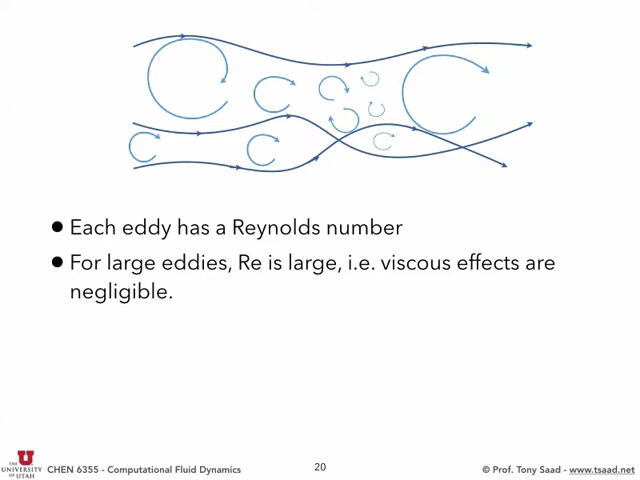 ● Each eddy has a Reynolds number
● For large eddies, Re is large, i.e. viscous effects are
negligible.
U
THE
UNIVERSITY
OF UTAH
CHEN 6355 - Computational Fluid Dynamics
20
© Prof. Tony Saad - www.tsaad.net